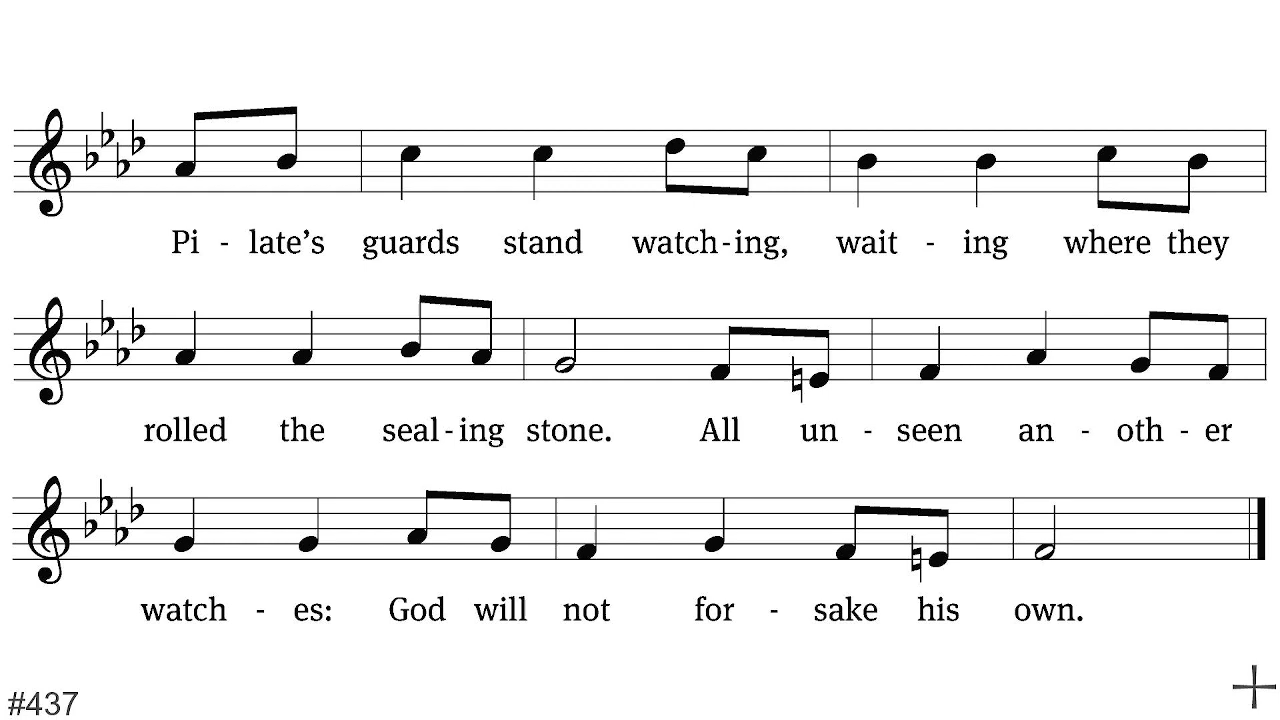 Pi - late’s guards stand watch - ing, wait - ing where they
rolled the seal - ing stone. All un - seen an - oth - er
watch - es: God will not for - sake his own.
#437